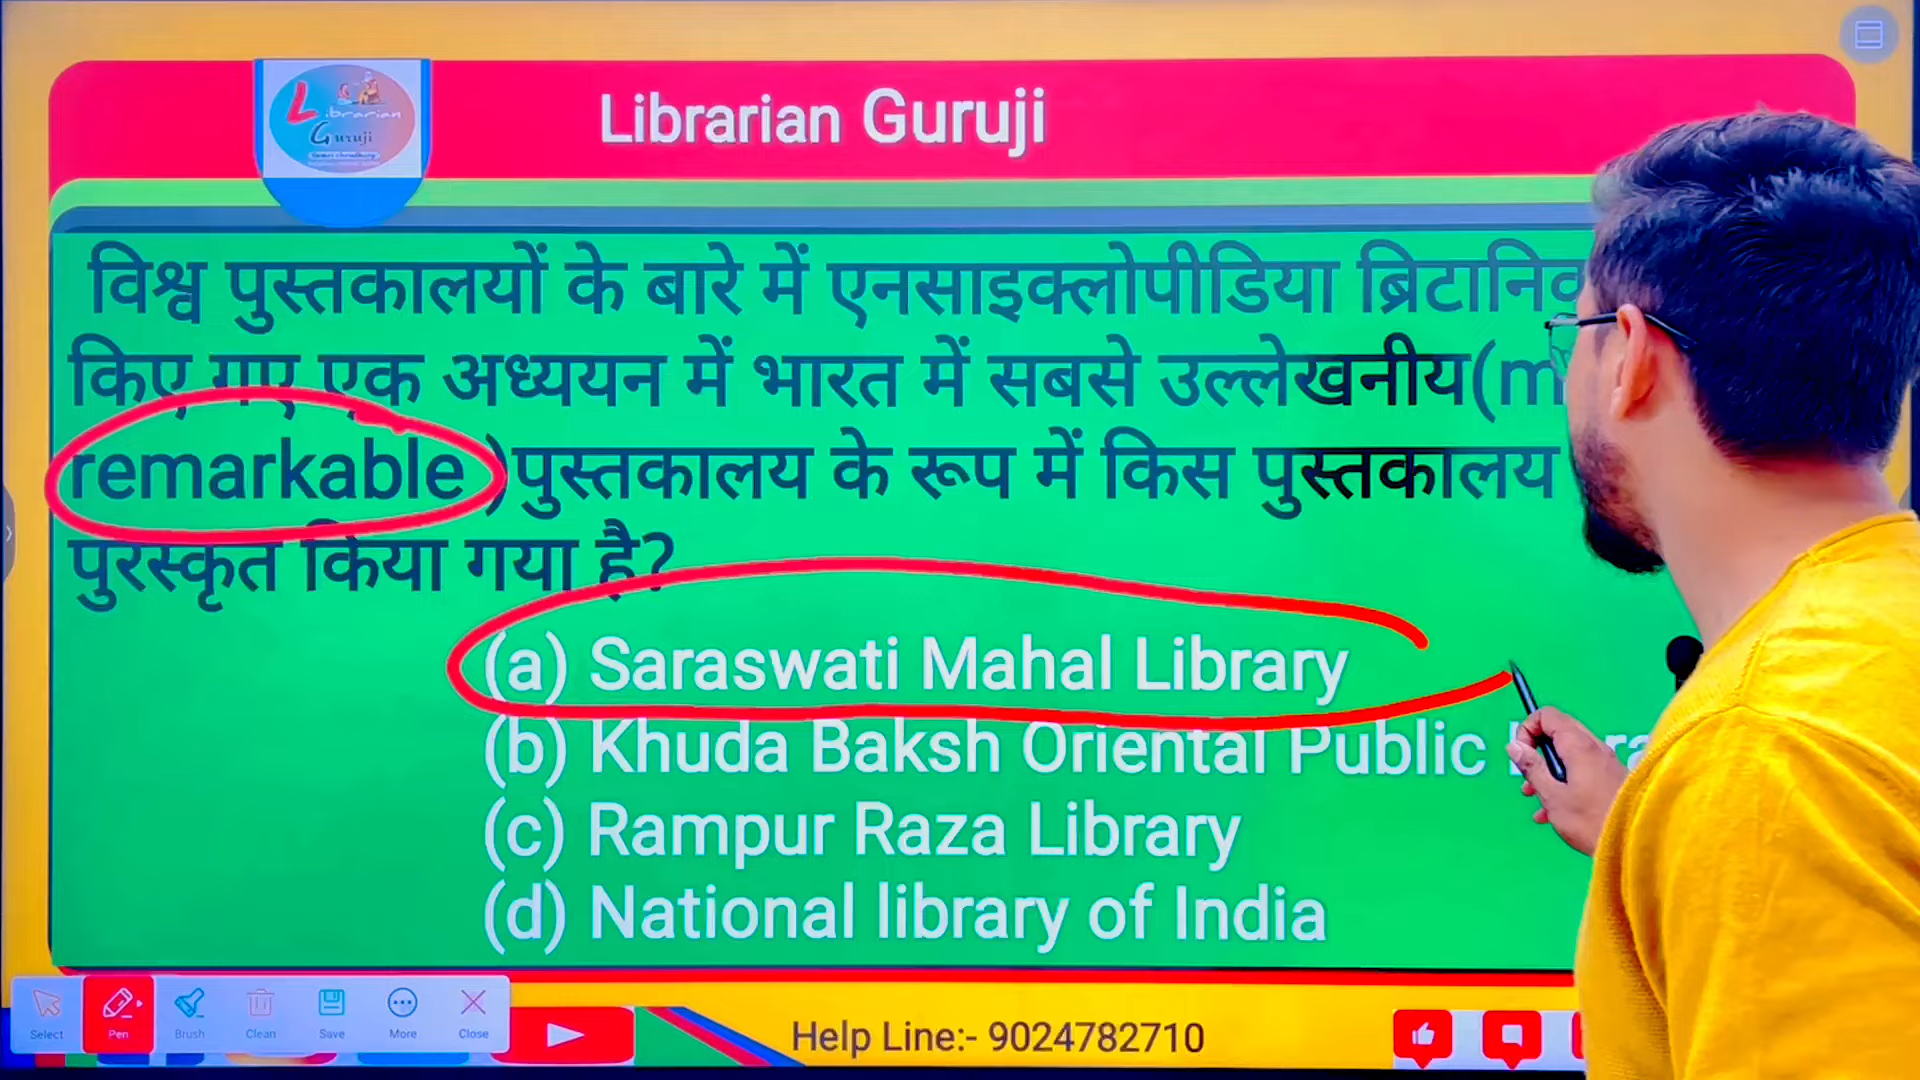 Librarian
Guruji
Librarian Guruji
विश्व पुस्तकालयों के बारे में एनसाइक्लोपीडिया
किए गए एक अध्ययन में भारत में सबसे उल्लेखनीय(
remarkable )पुस्तकालय के रूप में किस पुस्तकालय
पुरस्कृत किया गया है?
(a) Saraswati Mahal Library
(b) Khuda Baksh Oriental Public
(c) Rampur Raza Library
(d) National library of India
Select Pen Brush Clean Save More Close
Help Line:- 9024782710